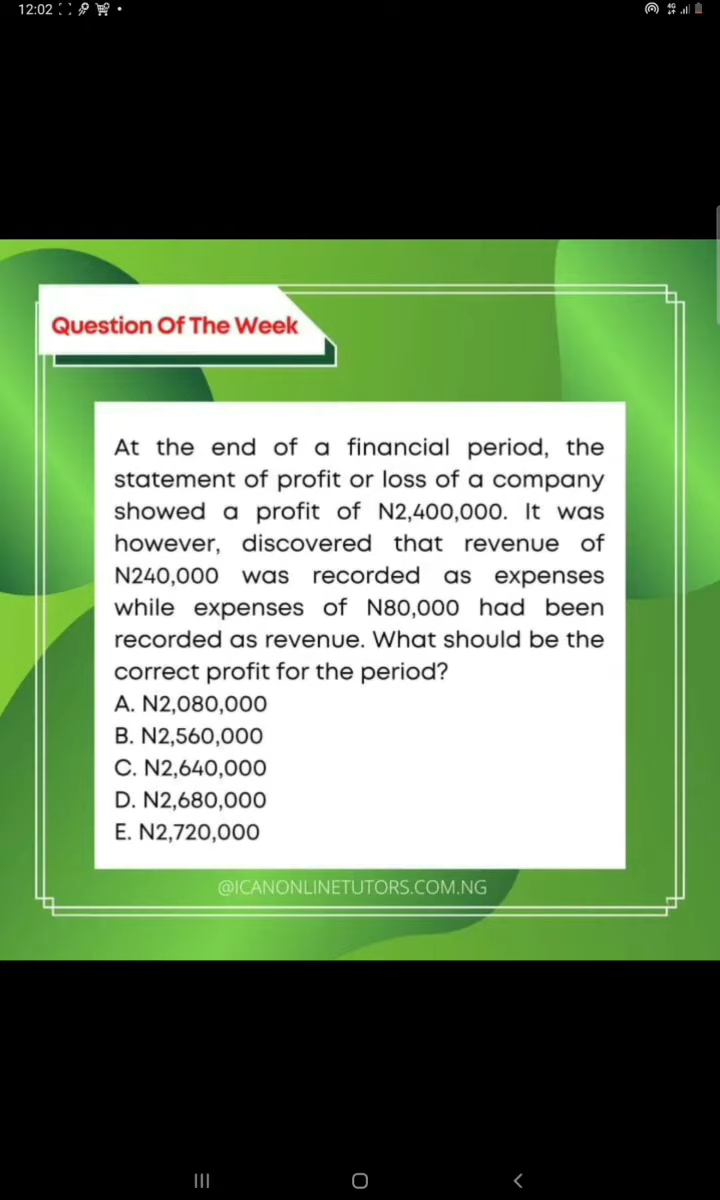 12:02
4G
Question Of The Week
At the end of a financial period, the
statement of profit or loss of a company
showed a profit of N2,400,000. It was
however, discovered that revenue of
N240,000 was recorded as expenses
while expenses of N80,000 had been
recorded as revenue. What should be the
correct profit for the period?
A. N2,080,000
B. N2,560,000
C. N2,640,000
D. N2,680,000
E. N2,720,000
@ICANONLINETUTORS.COM.NG